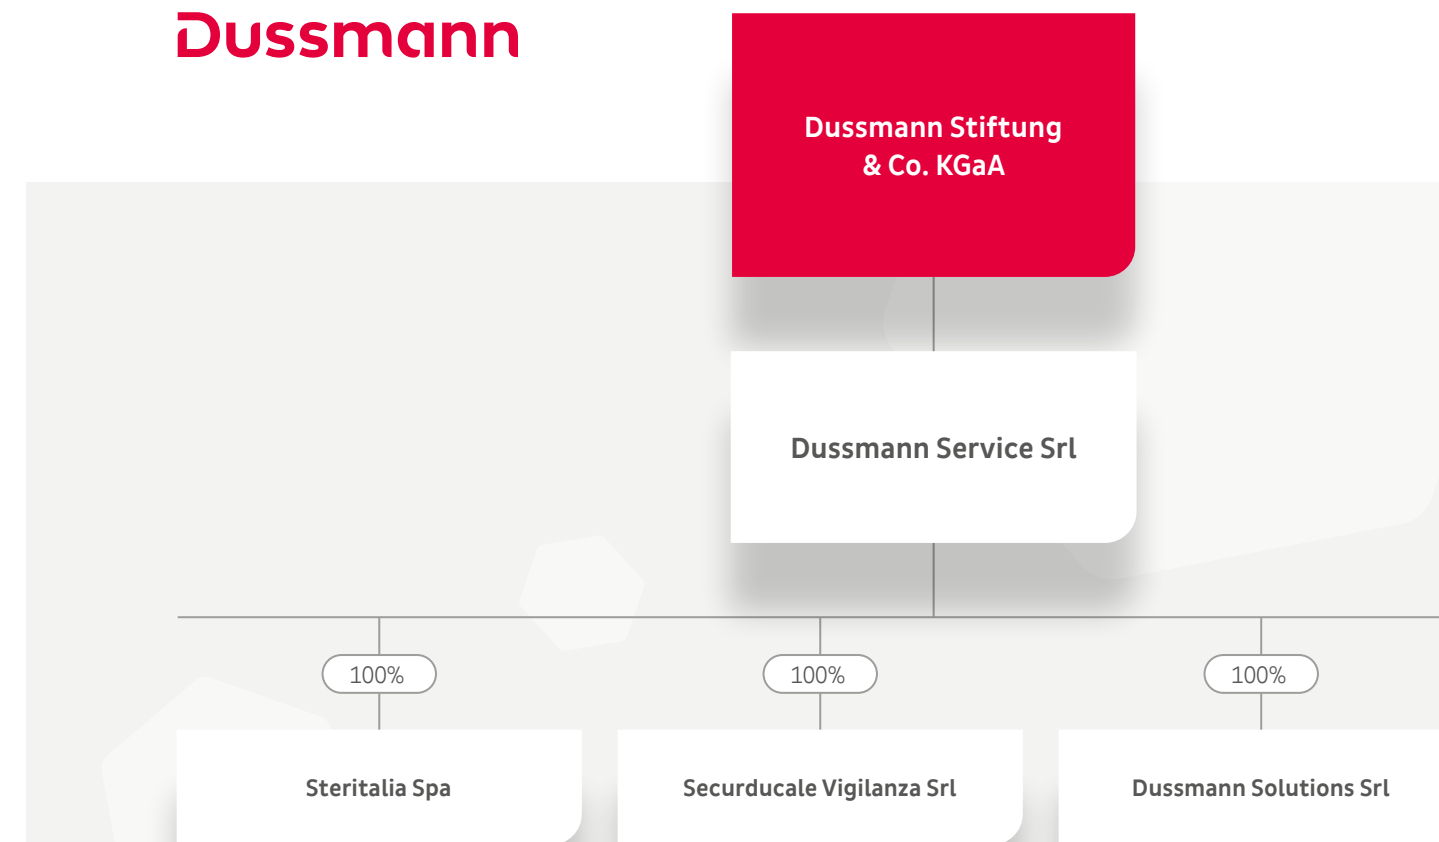 Dussmann
Dussmann Stiftung
& Co. KGaA
Dussmann Service Srl
100%
100%
100%
Steritalia Spa
Securducale Vigilanza Srl
Dussmann Solutions Srl